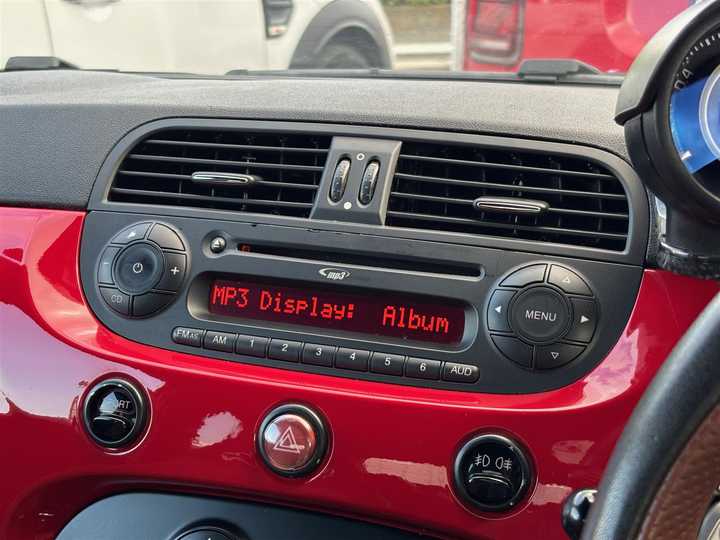 mp3
MP3 Display: Album
CD
MENU
FMAS AM 1 2 3 4 5 6 AUD